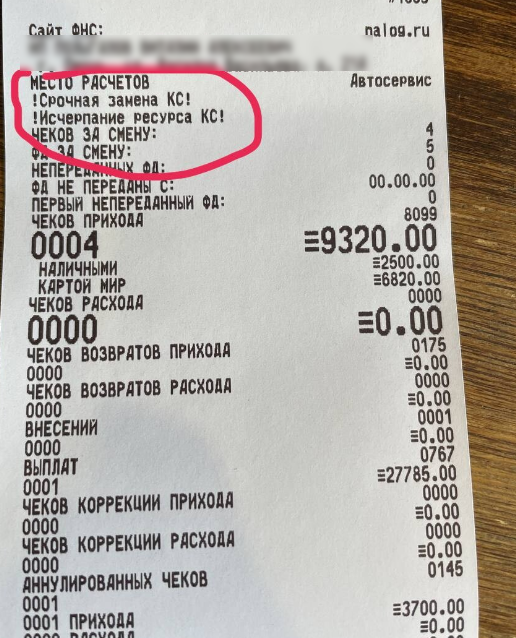 Сайт ФНС: nalog.ru
МЕСТО РАСЧЕТОВ Автосервис
!Срочная замена КС!
!Исчерпание ресурса КС!
ЧЕКОВ ЗА СМЕНУ: 4
ФД ЗА СМЕНУ: 5
НЕПЕРЕДАННЫХ ФД: 0
ФД НЕ ПЕРЕДАНЫ С: 00.00.00
ПЕРВЫЙ НЕПЕРЕДАННЫЙ ФД: 0
ЧЕКОВ ПРИХОДА 8099
0004 ≡9320.00
НАЛИЧНЫМИ ≡2500.00
КАРТОЙ МИР ≡6820.00
ЧЕКОВ РАСХОДА 0000
0000 ≡0.00
ЧЕКОВ ВОЗВРАТОВ ПРИХОДА 0175
0000 ≡0.00
ЧЕКОВ ВОЗВРАТОВ РАСХОДА 0000
0000 ≡0.00
ВНЕСЕНИЙ 0001
0000 ≡0.00
ВЫПЛАТ 0767
0001 ≡27785.00
ЧЕКОВ КОРРЕКЦИИ ПРИХОДА 0000
0000 ≡0.00
ЧЕКОВ КОРРЕКЦИИ РАСХОДА 0000
0000 ≡0.00
АННУЛИРОВАННЫХ ЧЕКОВ 0145
0001 ≡3700.00
0001 ПРИХОДА ≡0.00